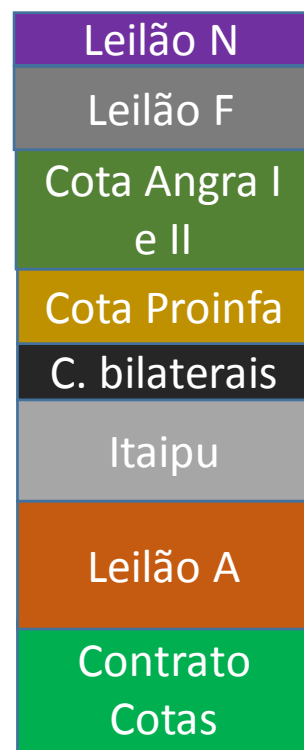 Leilão N
Leilão F
Cota Angra I
e II
Cota Proinfa
C. bilaterais
Itaipu
Leilão A
Contrato
Cotas